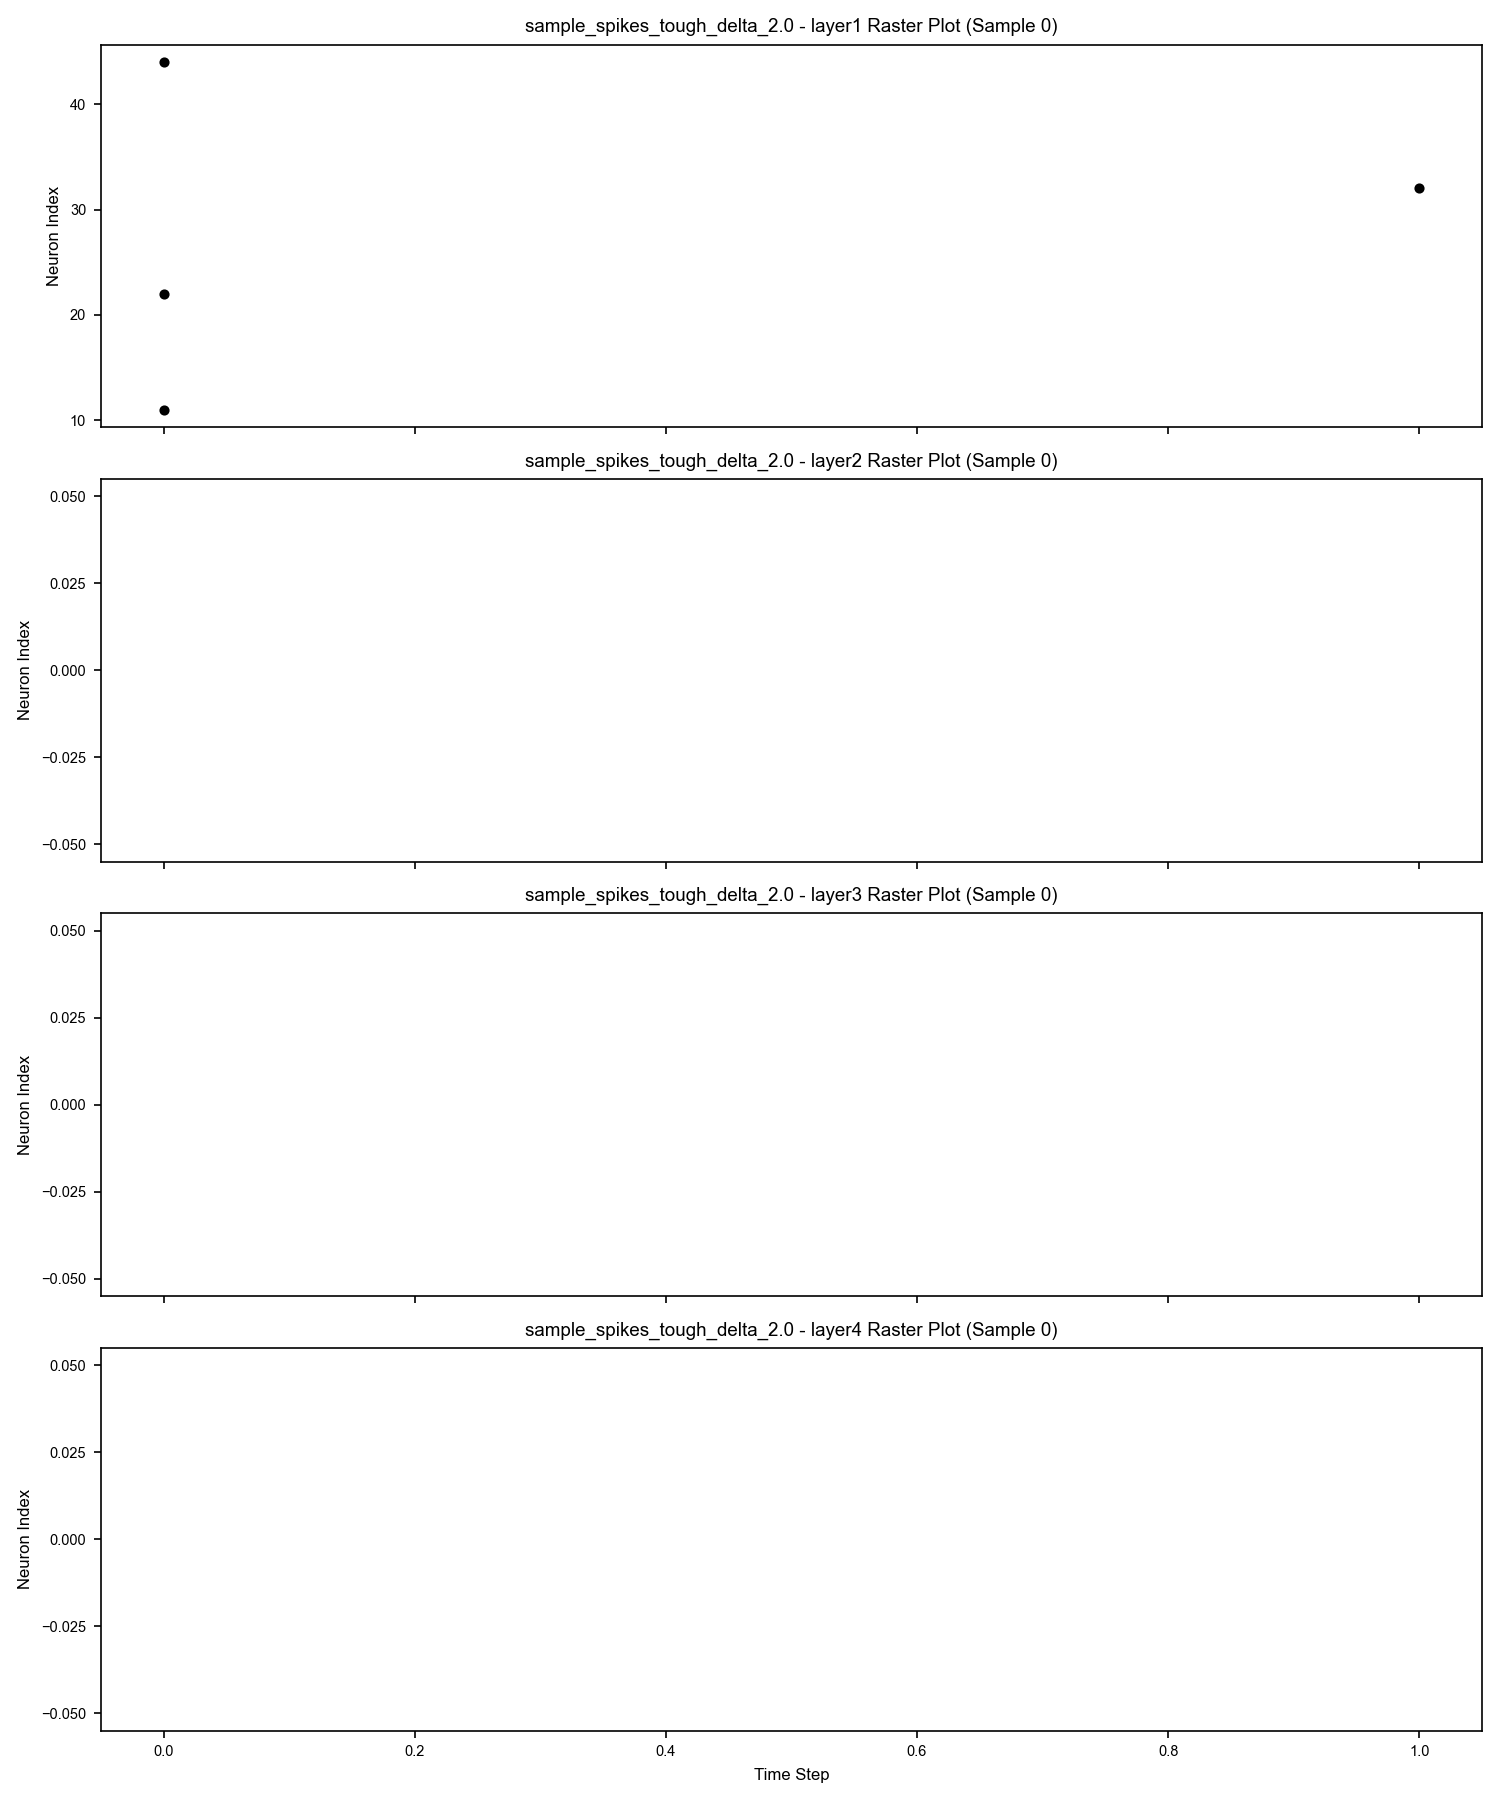 sample_spikes_tough_delta_2.0 - layer1 Raster Plot (Sample 0)
Neuron Index
40
30
20
10
sample_spikes_tough_delta_2.0 - layer2 Raster Plot (Sample 0)
Neuron Index
0.050
0.025
0.000
−0.025
−0.050
sample_spikes_tough_delta_2.0 - layer3 Raster Plot (Sample 0)
Neuron Index
0.050
0.025
0.000
−0.025
−0.050
sample_spikes_tough_delta_2.0 - layer4 Raster Plot (Sample 0)
Neuron Index
0.050
0.025
0.000
−0.025
−0.050
0.0 0.2 0.4 0.6 0.8 1.0
Time Step